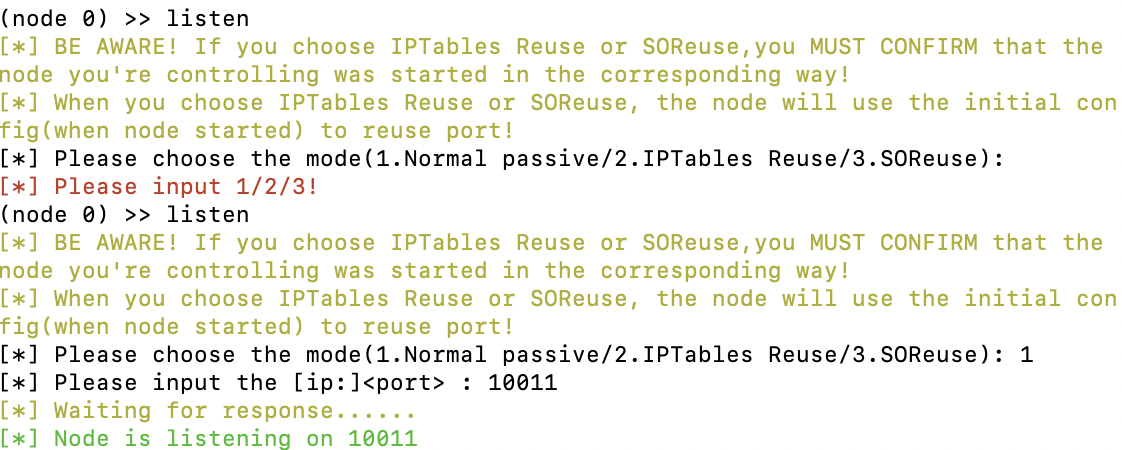 (node 0) >> listen
[*] BE AWARE! If you choose IPTables Reuse or SOReuse,you MUST CONFIRM that the
node you're controlling was started in the corresponding way!
[*] When you choose IPTables Reuse or SOReuse, the node will use the initial con
fig(when node started) to reuse port!
[*] Please choose the mode(1.Normal passive/2.IPTables Reuse/3.SOReuse):
[*] Please input 1/2/3!
(node 0) >> listen
[*] BE AWARE! If you choose IPTables Reuse or SOReuse,you MUST CONFIRM that the
node you're controlling was started in the corresponding way!
[*] When you choose IPTables Reuse or SOReuse, the node will use the initial con
fig(when node started) to reuse port!
[*] Please choose the mode(1.Normal passive/2.IPTables Reuse/3.SOReuse): 1
[*] Please input the [ip:]<port> : 10011
[*] Waiting for response......
[*] Node is listening on 10011